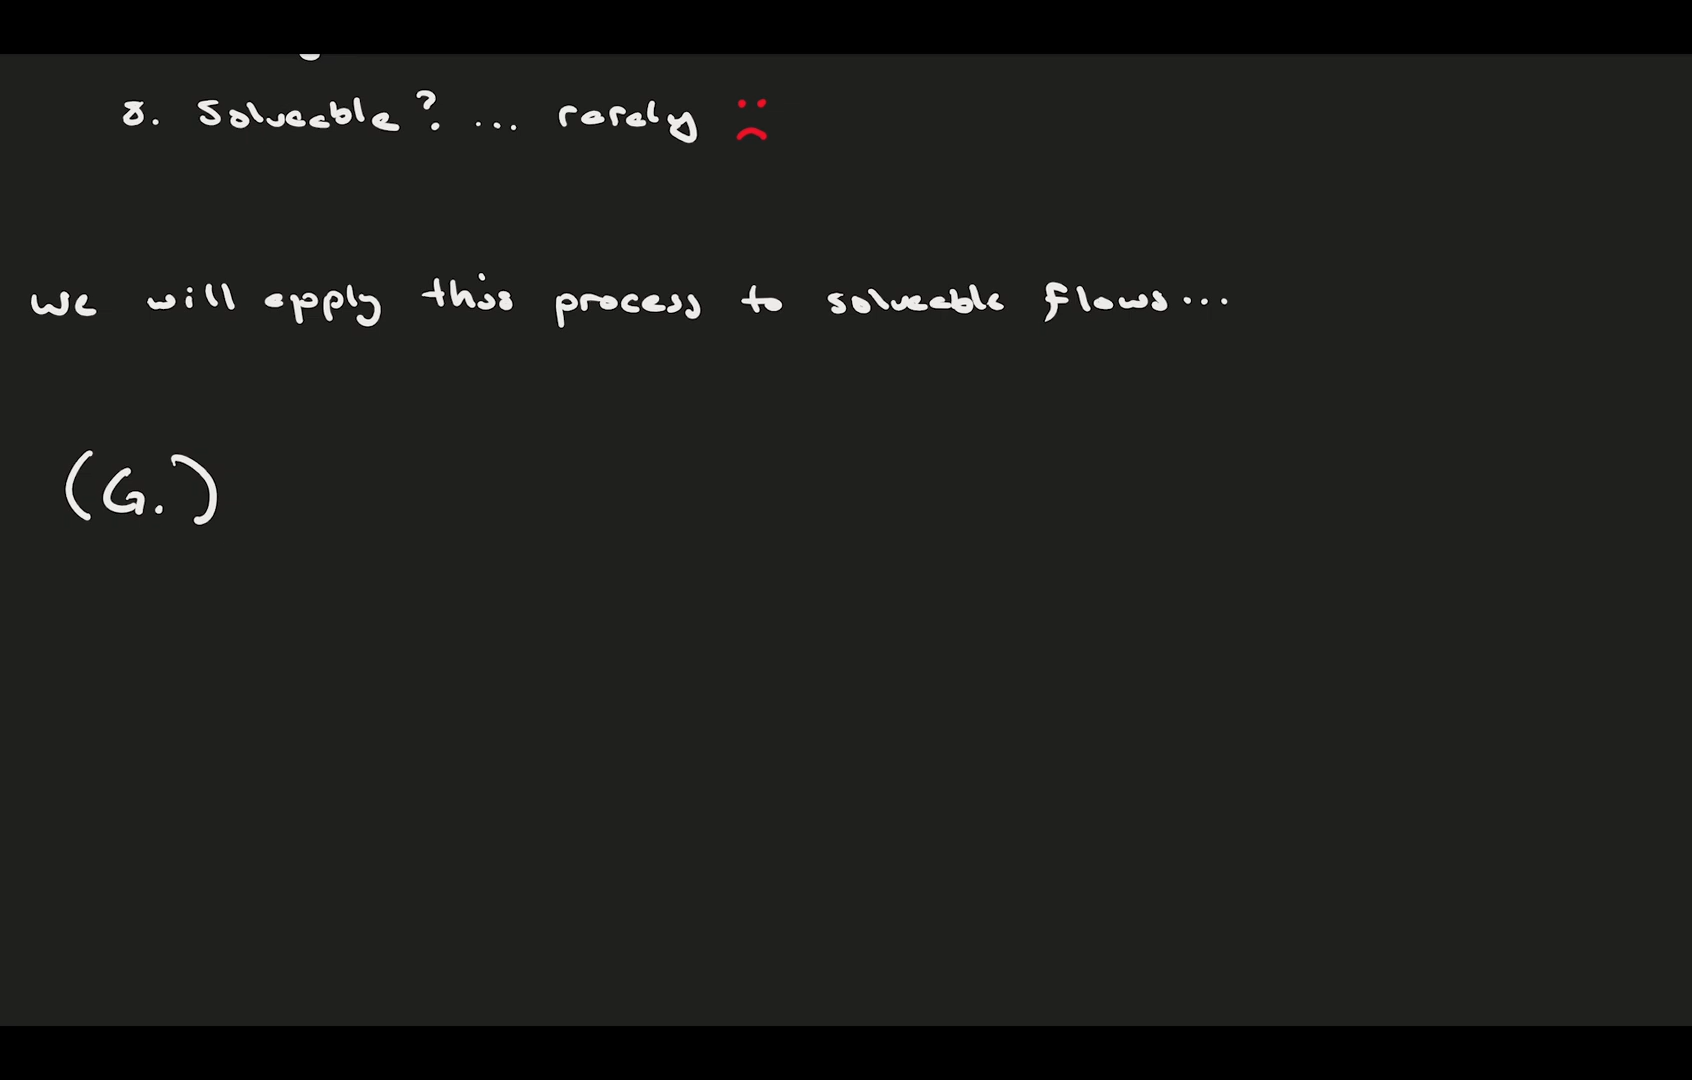 8. Solveable? ... rarely
we will apply this process to solveable flows...
(G.)